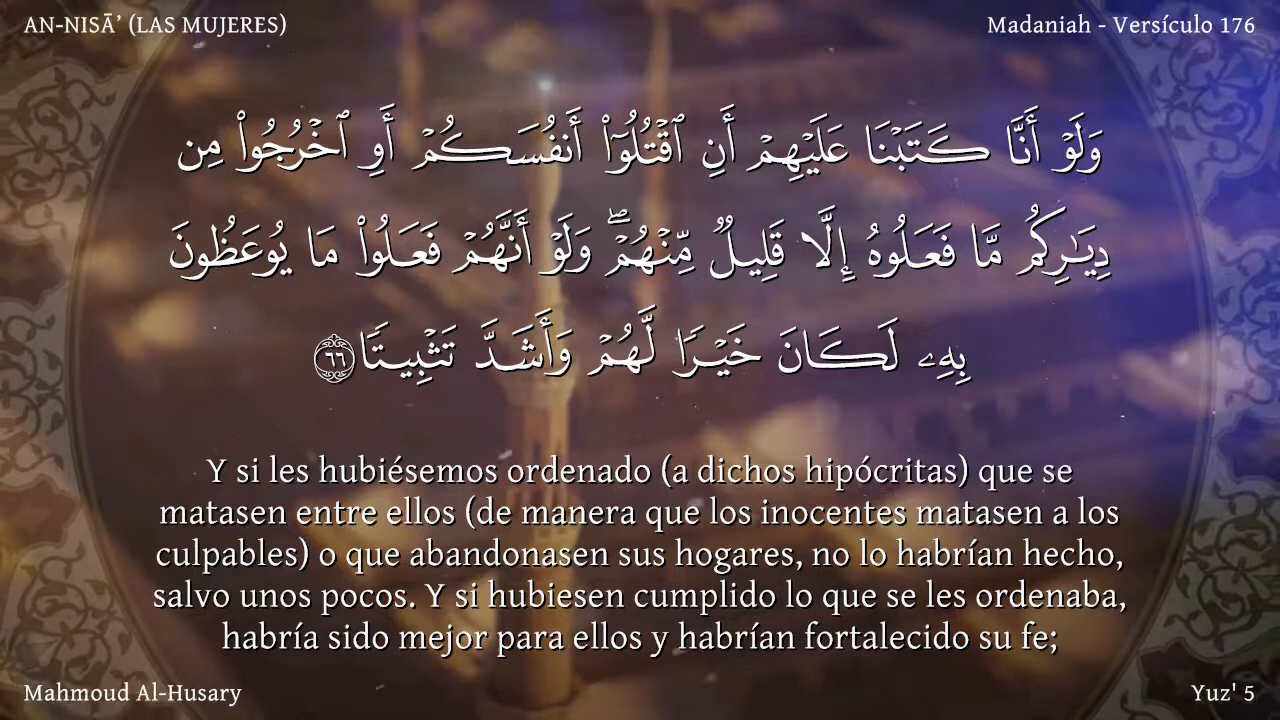 AN-NISĀ’ (LAS MUJERES)
Madaniah - Versículo 176
وَلَوْ أَنَّا كَتَبْنَا عَلَيْهِمْ أَنِ ٱقْتُلُوٓا۟ أَنفُسَكُمْ أَوِ ٱخْرُجُوا۟ مِن
دِيَـٰرِكُم مَّا فَعَلُوهُ إِلَّا قَلِيلٌ مِّنْهُمْ ۖ وَلَوْ أَنَّهُمْ فَعَلُوا۟ مَا يُوعَظُونَ
بِهِۦ لَكَانَ خَيْرًا لَّهُمْ وَأَشَدَّ تَثْبِيتًا ٦٦
Y si les hubiésemos ordenado (a dichos hipócritas) que se
matasen entre ellos (de manera que los inocentes matasen a los
culpables) o que abandonasen sus hogares, no lo habrían hecho,
salvo unos pocos. Y si hubiesen cumplido lo que se les ordenaba,
habría sido mejor para ellos y habrían fortalecido su fe;
Mahmoud Al-Husary
Yuz' 5